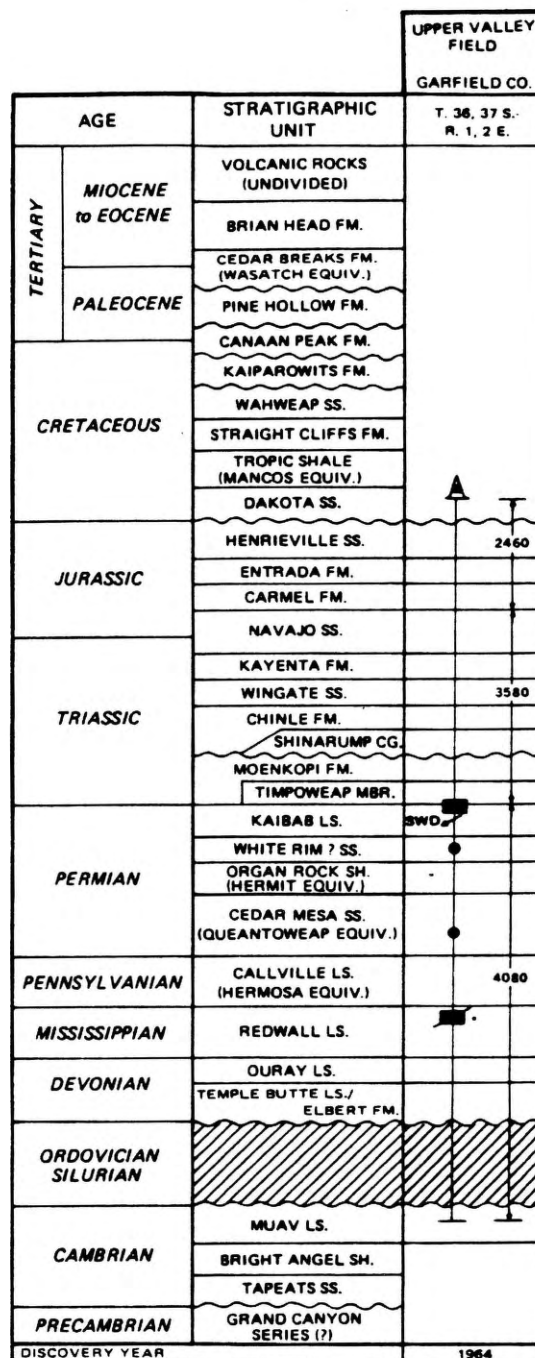 UPPER VALLEY
FIELD
GARFIELD CO.
AGE
STRATIGRAPHIC
UNIT
T. 36, 37 S.
R. 1, 2 E.
TERTIARY
MIOCENE
to EOCENE
VOLCANIC ROCKS
(UNDIVIDED)
BRIAN HEAD FM.
CEDAR BREAKS FM.
(WASATCH EQUIV.)
PALEOCENE
PINE HOLLOW FM.
CANAAN PEAK FM.
CRETACEOUS
KAIPAROWITS FM.
WAHWEAP SS.
STRAIGHT CLIFFS FM.
TROPIC SHALE
(MANCOS EQUIV.)
DAKOTA SS.
JURASSIC
HENRIEVILLE SS.
2460
ENTRADA FM.
CARMEL FM.
NAVAJO SS.
TRIASSIC
KAYENTA FM.
WINGATE SS.
3580
CHINLE FM.
SHINARUMP CG.
MOENKOPI FM.
TIMPOWEAP MBR.
PERMIAN
KAIBAB LS.
SWD
WHITE RIM ? SS.
ORGAN ROCK SH.
(HERMIT EQUIV.)
CEDAR MESA SS.
(QUEANTOWEAP EQUIV.)
PENNSYLVANIAN
CALLVILLE LS.
(HERMOSA EQUIV.)
4080
MISSISSIPPIAN
REDWALL LS.
DEVONIAN
OURAY LS.
TEMPLE BUTTE LS./
ELBERT FM.
ORDOVICIAN
SILURIAN
CAMBRIAN
MUAV LS.
BRIGHT ANGEL SH.
TAPEATS SS.
PRECAMBRIAN
GRAND CANYON
SERIES (?)
DISCOVERY YEAR
1964